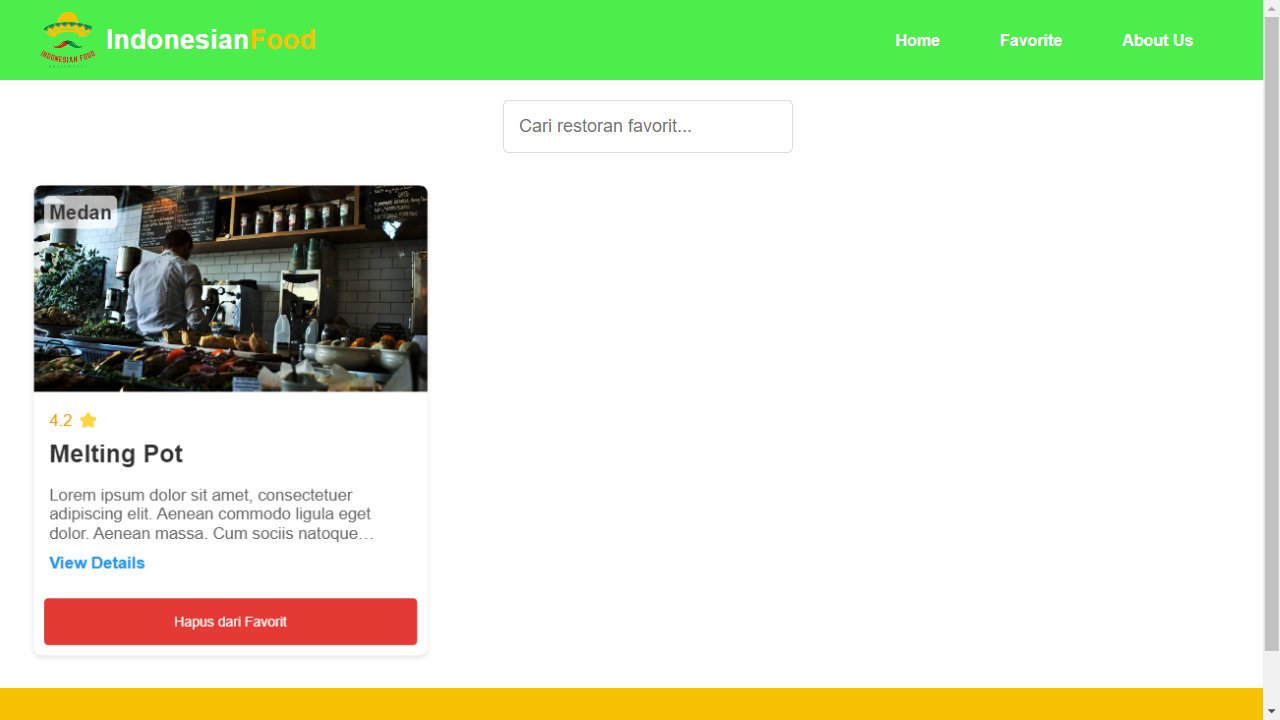 INDONESIAN FOOD
IndonesianFood
Home
Favorite
About Us
Cari restoran favorit...
Medan
4.2
Melting Pot
Lorem ipsum dolor sit amet, consectetuer
adipiscing elit. Aenean commodo ligula eget
dolor. Aenean massa. Cum sociis natoque…
View Details
Hapus dari Favorit